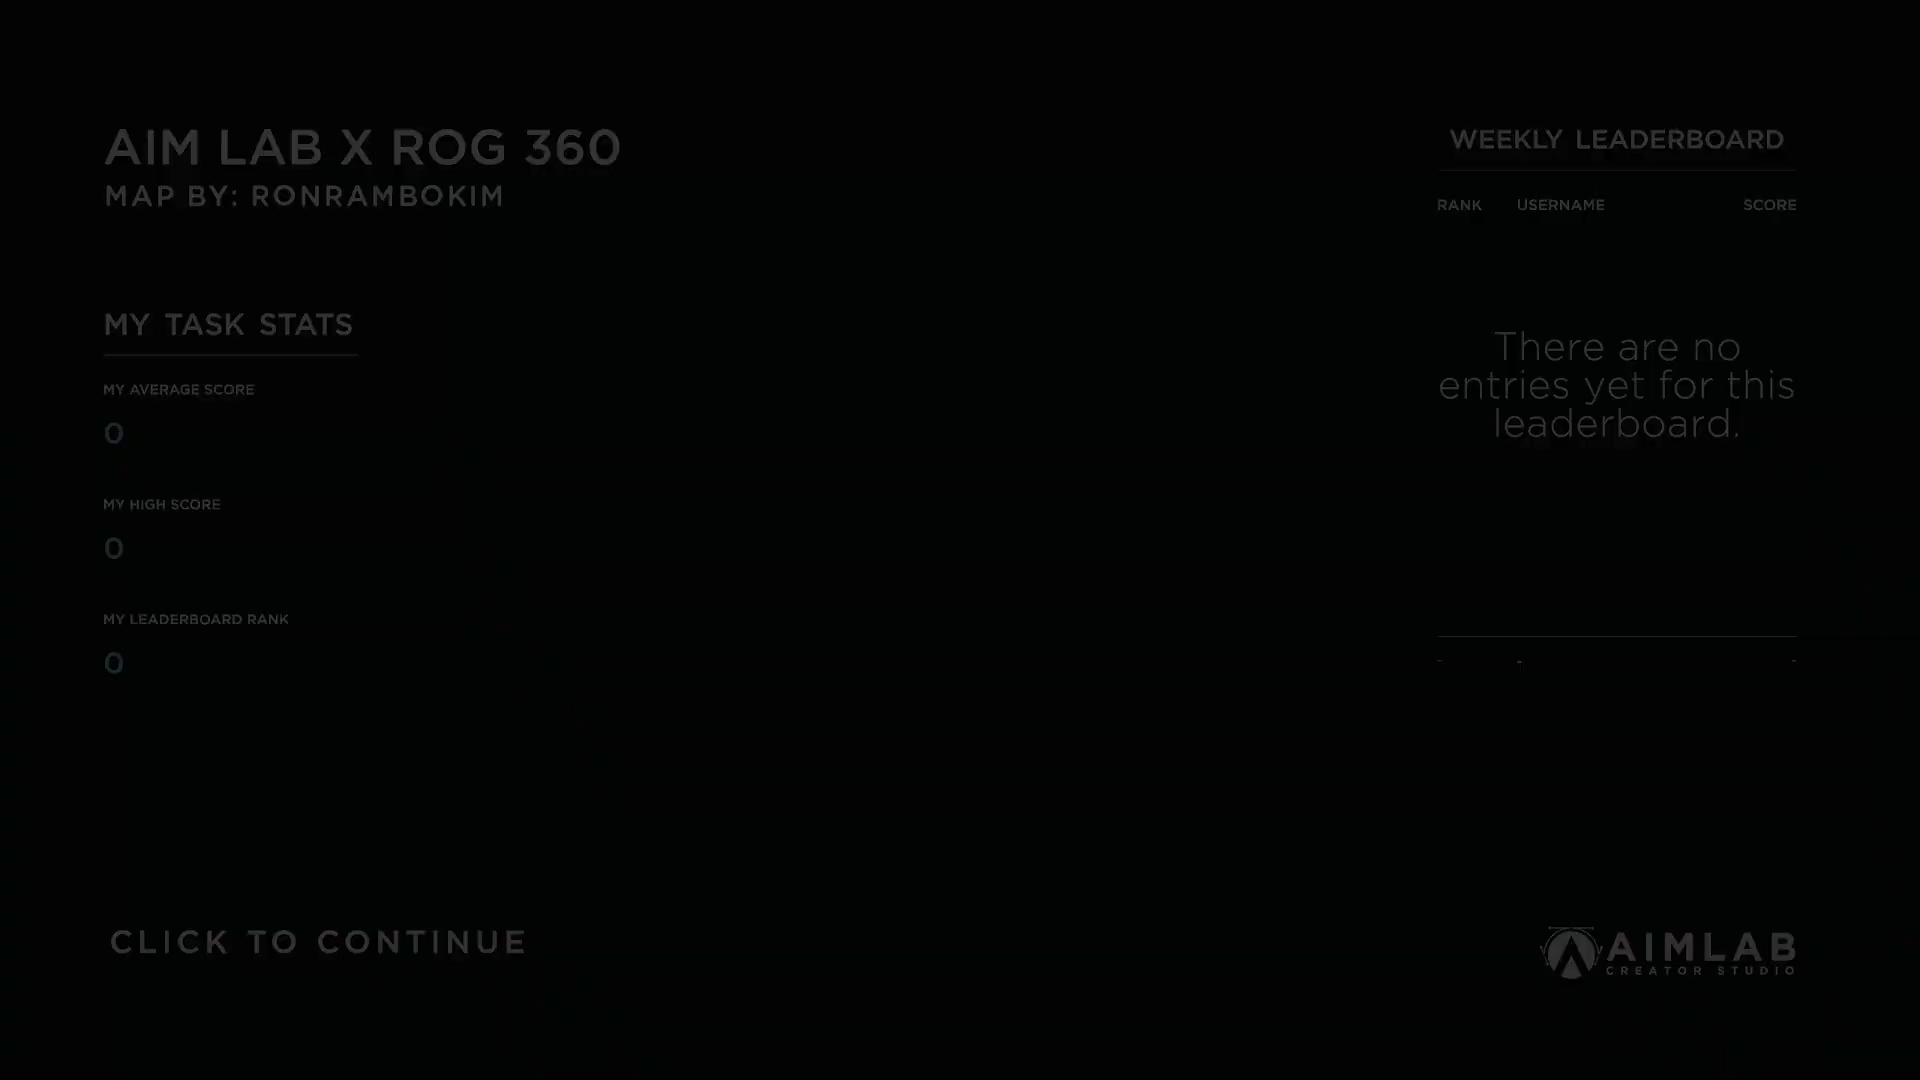 AIM LAB X ROG 360
MAP BY: RONRAMBOKIM
MY TASK STATS
MY AVERAGE SCORE
0
MY HIGH SCORE
0
MY LEADERBOARD RANK
0
CLICK TO CONTINUE
WEEKLY LEADERBOARD
RANK USERNAME SCORE
There are no
entries yet for this
leaderboard.
- - -
AIMLAB
CREATOR STUDIO